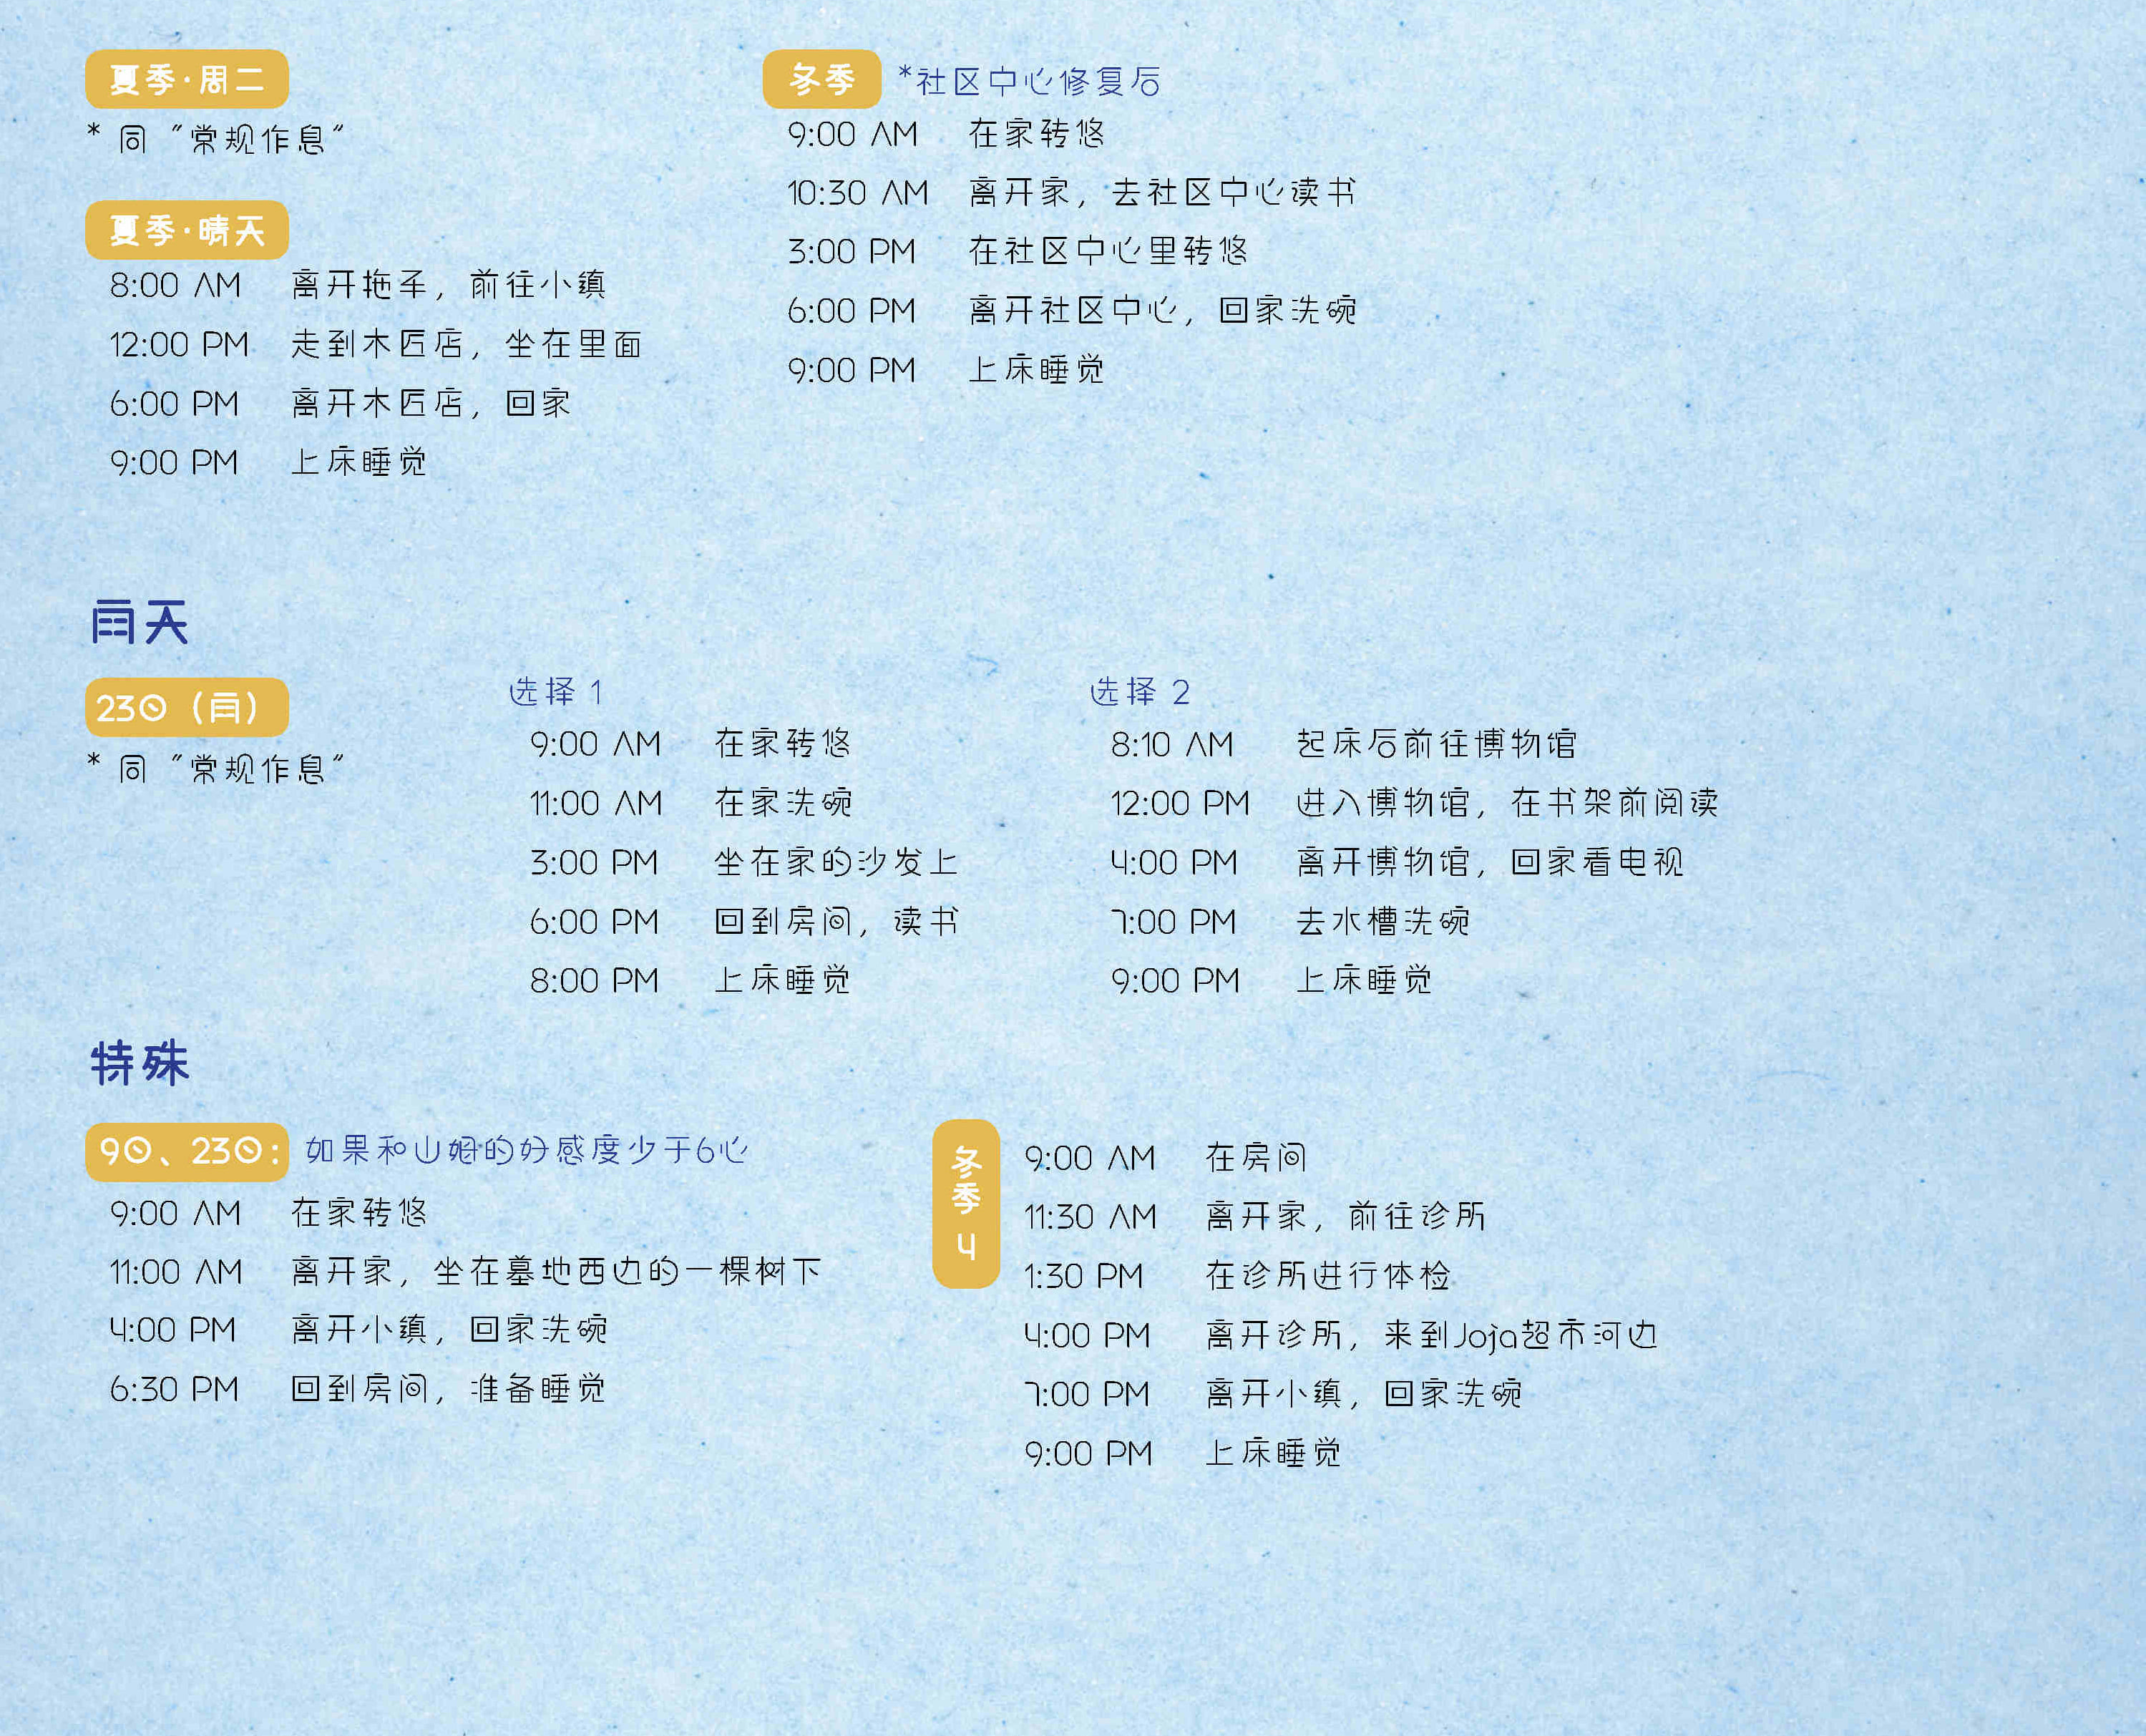 夏季·周二
* 同 “常规作息”
夏季·晴天
8:00 AM 离开拖车，前往小镇
12:00 PM 走到木匠店，坐在里面
6:00 PM 离开木匠店，回家
9:00 PM 上床睡觉
冬季 *社区中心修复后
9:00 AM 在家转悠
10:30 AM 离开家，去社区中心读书
3:00 PM 在社区中心里转悠
6:00 PM 离开社区中心，回家洗碗
9:00 PM 上床睡觉
雨天
23日（雨）
* 同 “常规作息”
选择 1
9:00 AM 在家转悠
11:00 AM 在家洗碗
3:00 PM 坐在家的沙发上
6:00 PM 回到房间，读书
8:00 PM 上床睡觉
选择 2
8:10 AM 起床后前往博物馆
12:00 PM 进入博物馆，在书架前阅读
4:00 PM 离开博物馆，回家看电视
7:00 PM 去水槽洗碗
9:00 PM 上床睡觉
特殊
9日、23日: 如果和山姆的好感度少于6心
9:00 AM 在家转悠
11:00 AM 离开家，坐在墓地西边的一棵树下
4:00 PM 离开小镇，回家洗碗
6:30 PM 回到房间，准备睡觉
冬季 4
9:00 AM 在房间
11:30 AM 离开家，前往诊所
1:30 PM 在诊所进行体检
4:00 PM 离开诊所，来到Joja超市河边
7:00 PM 离开小镇，回家洗碗
9:00 PM 上床睡觉